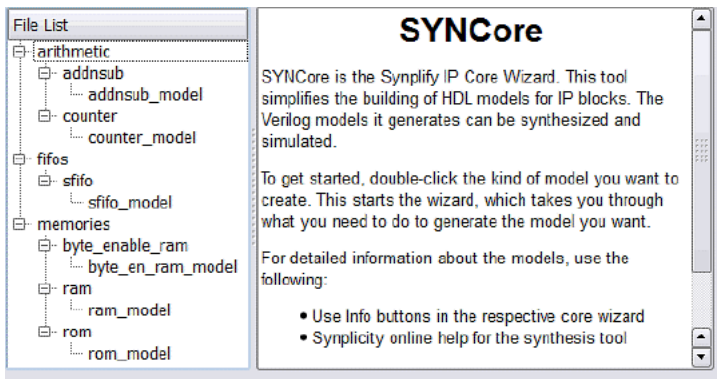 File List
arithmetic
addnsub
addnsub_model
counter
counter_model
fifos
sfifo
sfifo_model
memories
byte_enable_ram
byte_en_ram_model
ram
ram_model
rom
rom_model
SYNCore
SYNCore is the Synplify IP Core Wizard. This tool
simplifies the building of HDL models for IP blocks. The
Verilog models it generates can be synthesized and
simulated.
To get started, double-click the kind of model you want to
create. This starts the wizard, which takes you through
what you need to do to generate the model you want.
For detailed information about the models, use the
following:
• Use Info buttons in the respective core wizard
• Synplicity online help for the synthesis tool